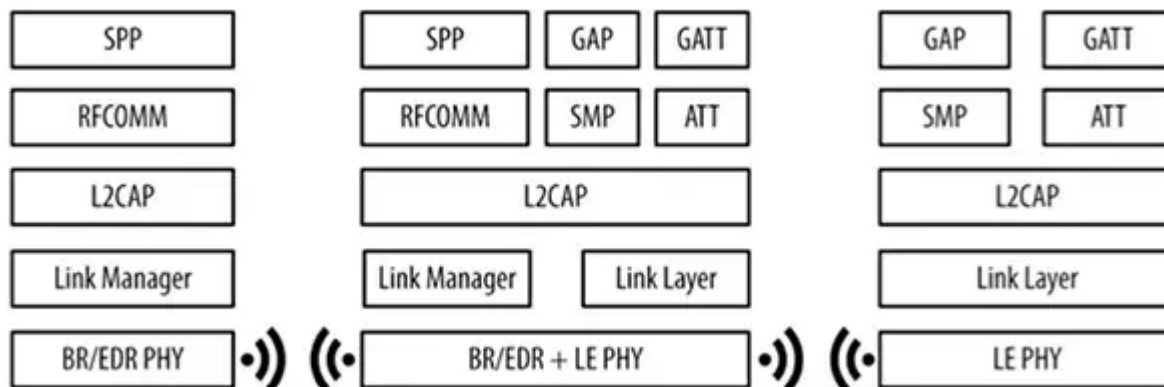 SPP SPP GAP GATT GAP GATT
RFCOMM RFCOMM SMP ATT SMP ATT
L2CAP L2CAP L2CAP
Link Manager Link Manager Link Layer Link Layer
BR/EDR PHY BR/EDR + LE PHY LE PHY